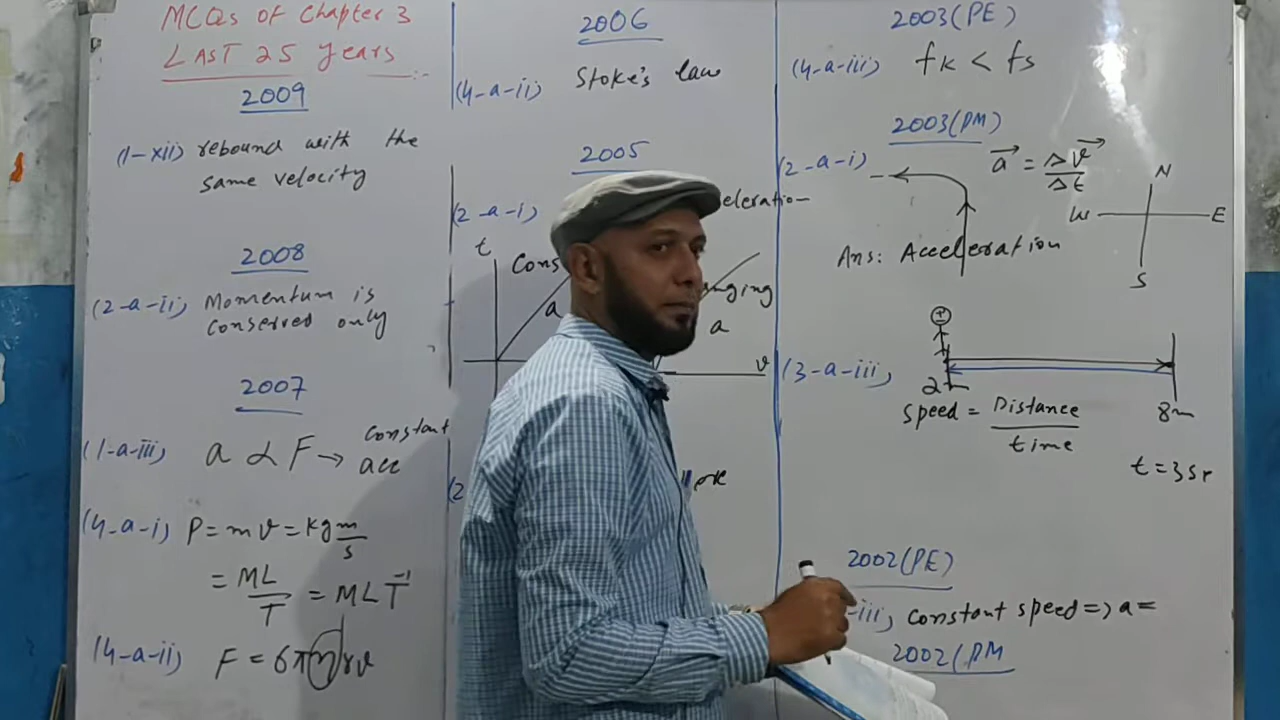 MCQs of Chapter 3
LAST 25 years
2009
(1-xii) rebound with the
same velocity
2008
(2-a-ii) Momentum is
conserved only
2007
(1-a-iii) a α F → constant
acc
(4-a-i) P = mv = kg m/s
= ML/T = MLT⁻¹
(4-a-ii) F = 6πηrv
2006
(4-a-ii) Stoke's law
2005
(2-a-i)
t
a
a
v
2003(PE)
(4-a-iii) fk < fs
2003(PM)
(2-a-i) a⃗ = Δv⃗/Δt
N
W E
S
Ans: Acceleration
(3-a-iii)
2m
8m
Speed = Distance/time
t = 3sr
2002(PE)
constant speed => a =
2002(PM